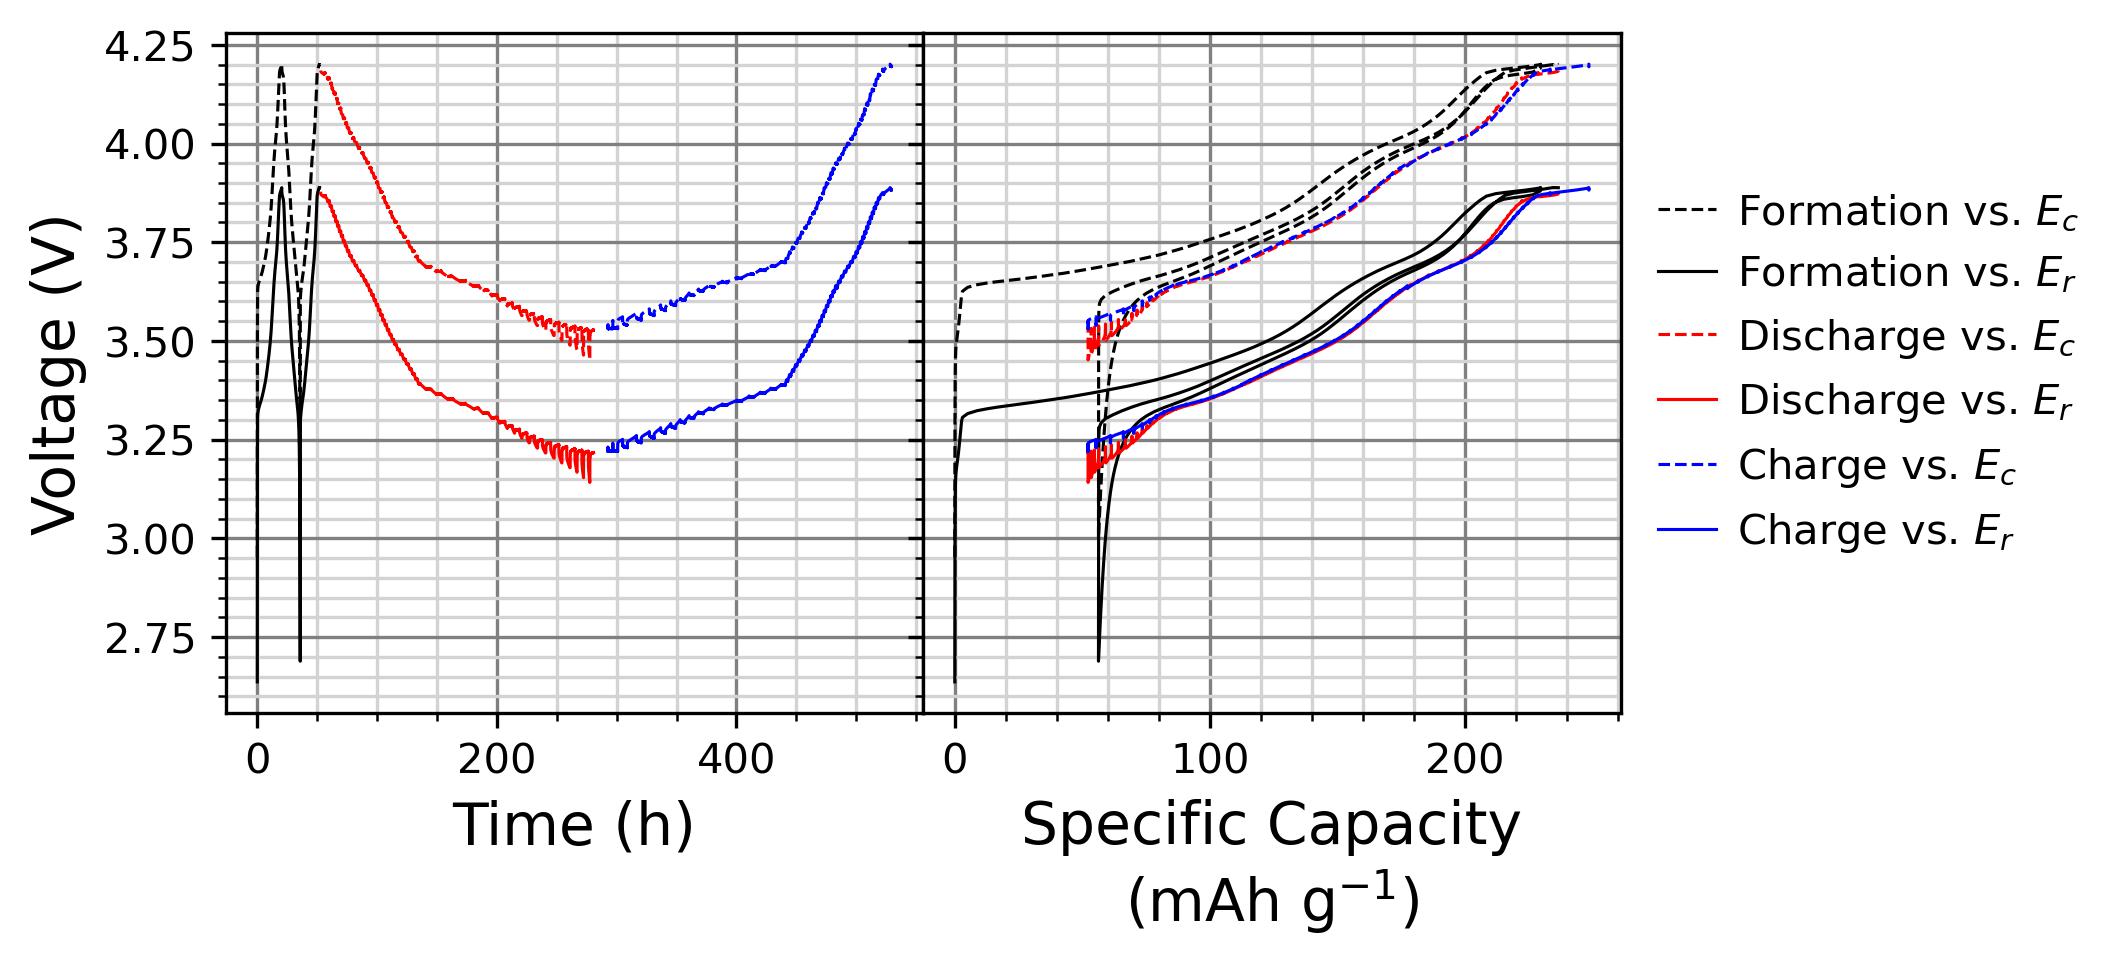 Voltage (V)
4.25
4.00
3.75
3.50
3.25
3.00
2.75
0 200 400
Time (h)
0 100 200
Specific Capacity
(mAh g⁻¹)
Formation vs. E_c
Formation vs. E_r
Discharge vs. E_c
Discharge vs. E_r
Charge vs. E_c
Charge vs. E_r